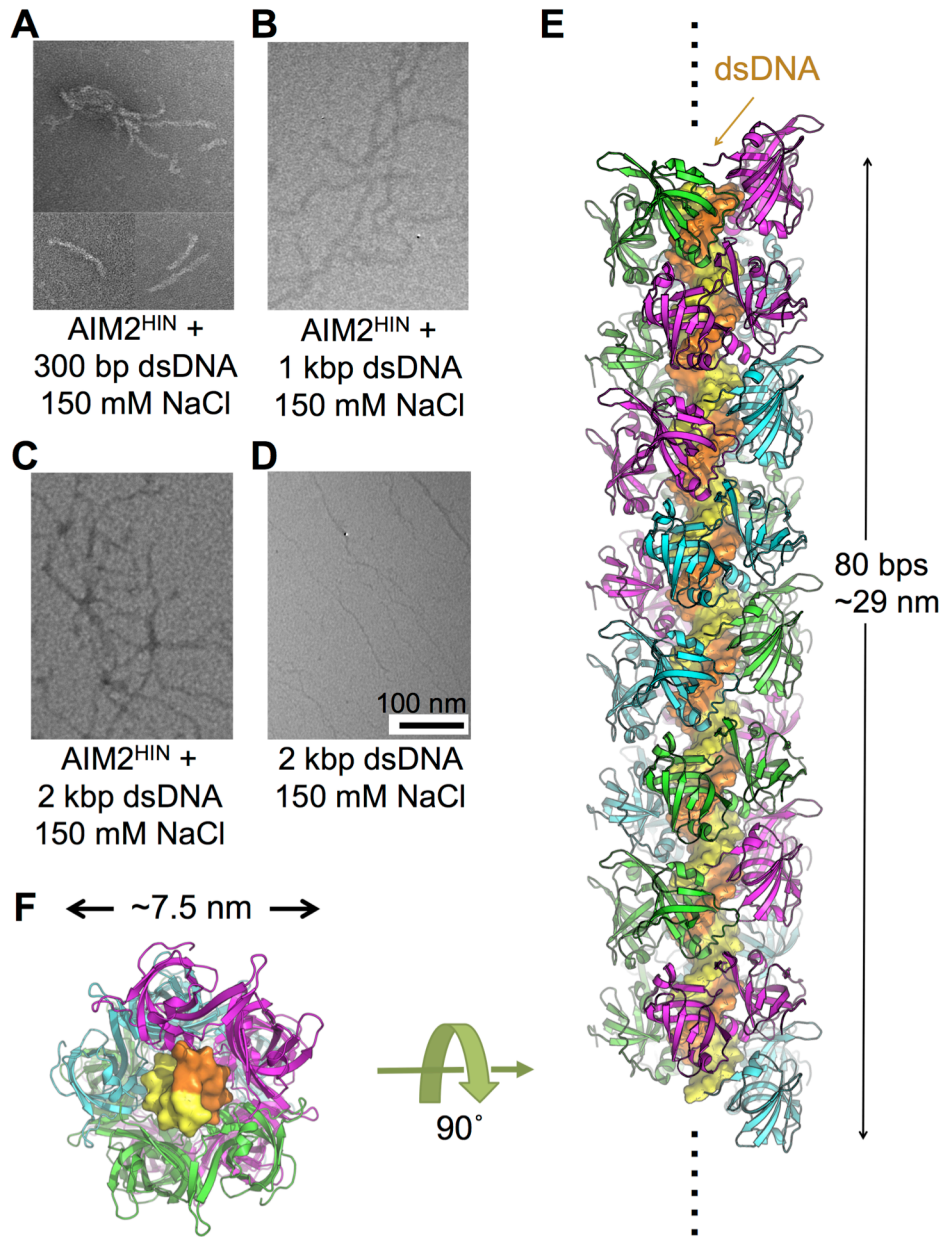 A
AIM2ᴴᴵᴺ +
300 bp dsDNA
150 mM NaCl
B
AIM2ᴴᴵᴺ +
1 kbp dsDNA
150 mM NaCl
C
AIM2ᴴᴵᴺ +
2 kbp dsDNA
150 mM NaCl
D
100 nm
2 kbp dsDNA
150 mM NaCl
E
dsDNA
80 bps
~29 nm
F
~7.5 nm
90˚